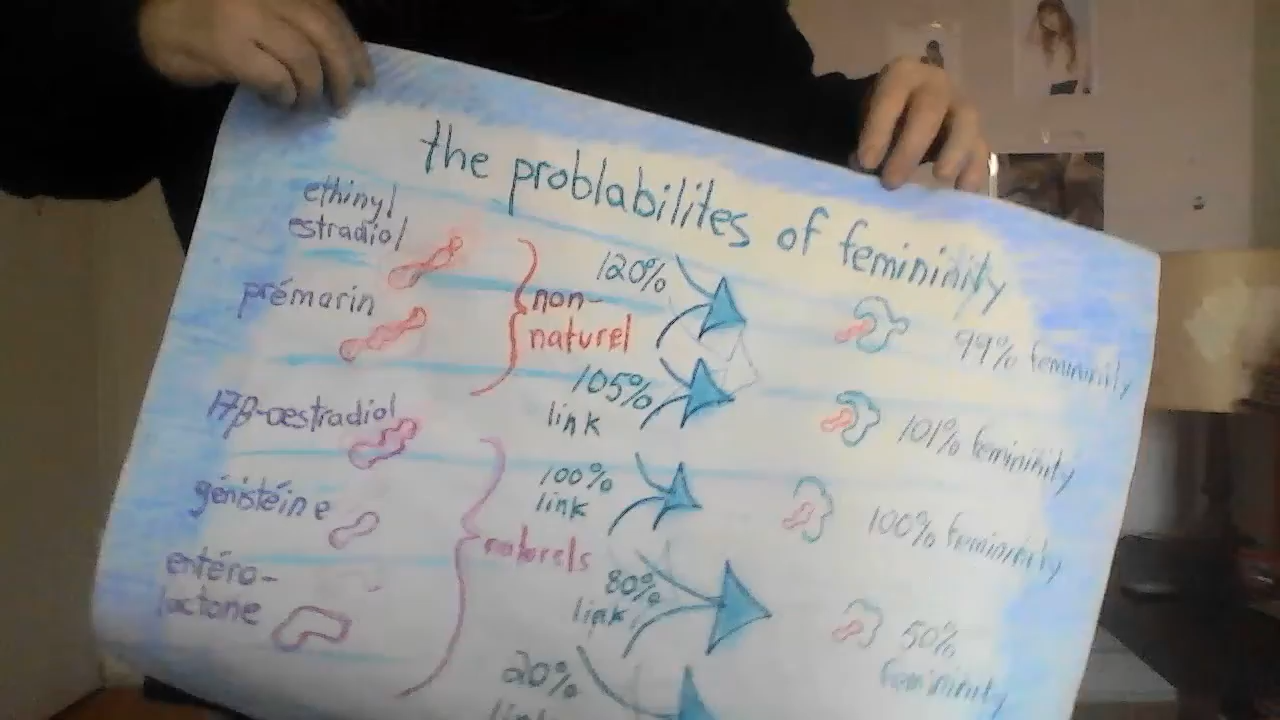 the problabilites of femininity
ethinyl
estradiol
120%
99% femininity
prémarin
non-
naturel
105%
link
101% femininity
17β-oestradiol
100%
link
100% femininity
génistéine
naturels
80%
link
50%
femininity
entéro-
lactone
20%
link